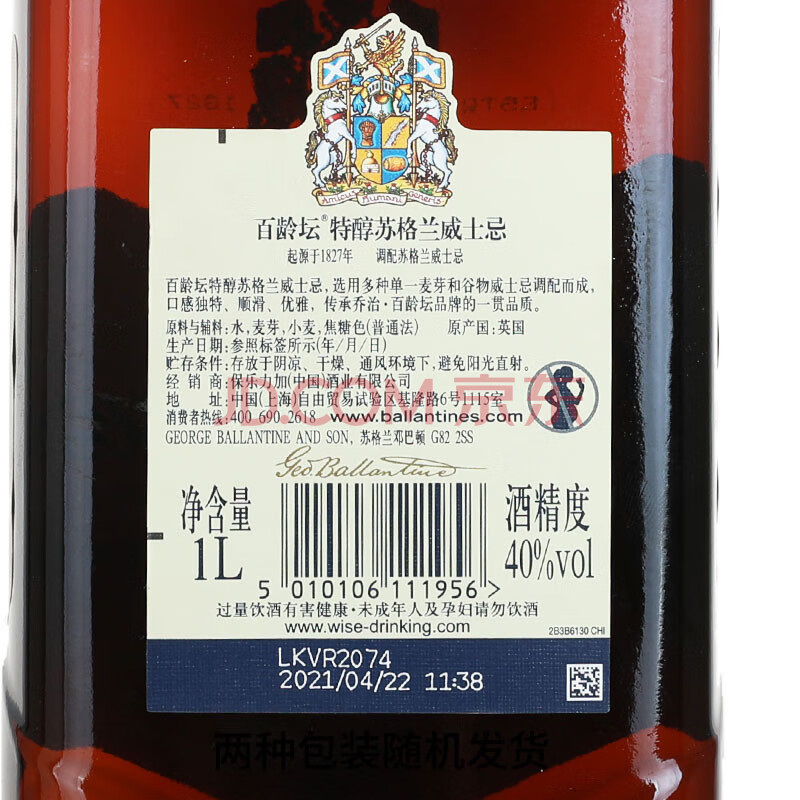 Amicus Humani Generis
百龄坛®特醇苏格兰威士忌
起源于1827年 调配苏格兰威士忌
百龄坛特醇苏格兰威士忌,选用多种单一麦芽和谷物威士忌调配而成,
口感独特、顺滑、优雅,传承乔治·百龄坛品牌的一贯品质。
原料与辅料:水,麦芽,小麦,焦糖色(普通法) 原产国:英国
生产日期:参照标签所示(年/月/日)
贮存条件:存放于阴凉、干燥、通风环境下,避免阳光直射。
经销商:保乐力加(中国)酒业有限公司
地址:中国(上海)自由贸易试验区基隆路6号1115室
JD.COM 京东
消费者热线:400-690-2618 www.ballantines.com
GEORGE BALLANTINE AND SON, 苏格兰邓巴顿 G82 2SS
Geo. Ballantine
净含量
1L
酒精度
40%vol
5 010106 111956 >
过量饮酒有害健康·未成年人及孕妇请勿饮酒
www.wise-drinking.com
2B3B6130 CHI
LKVR2074
2021/04/22 11:38
两种包装随机发货